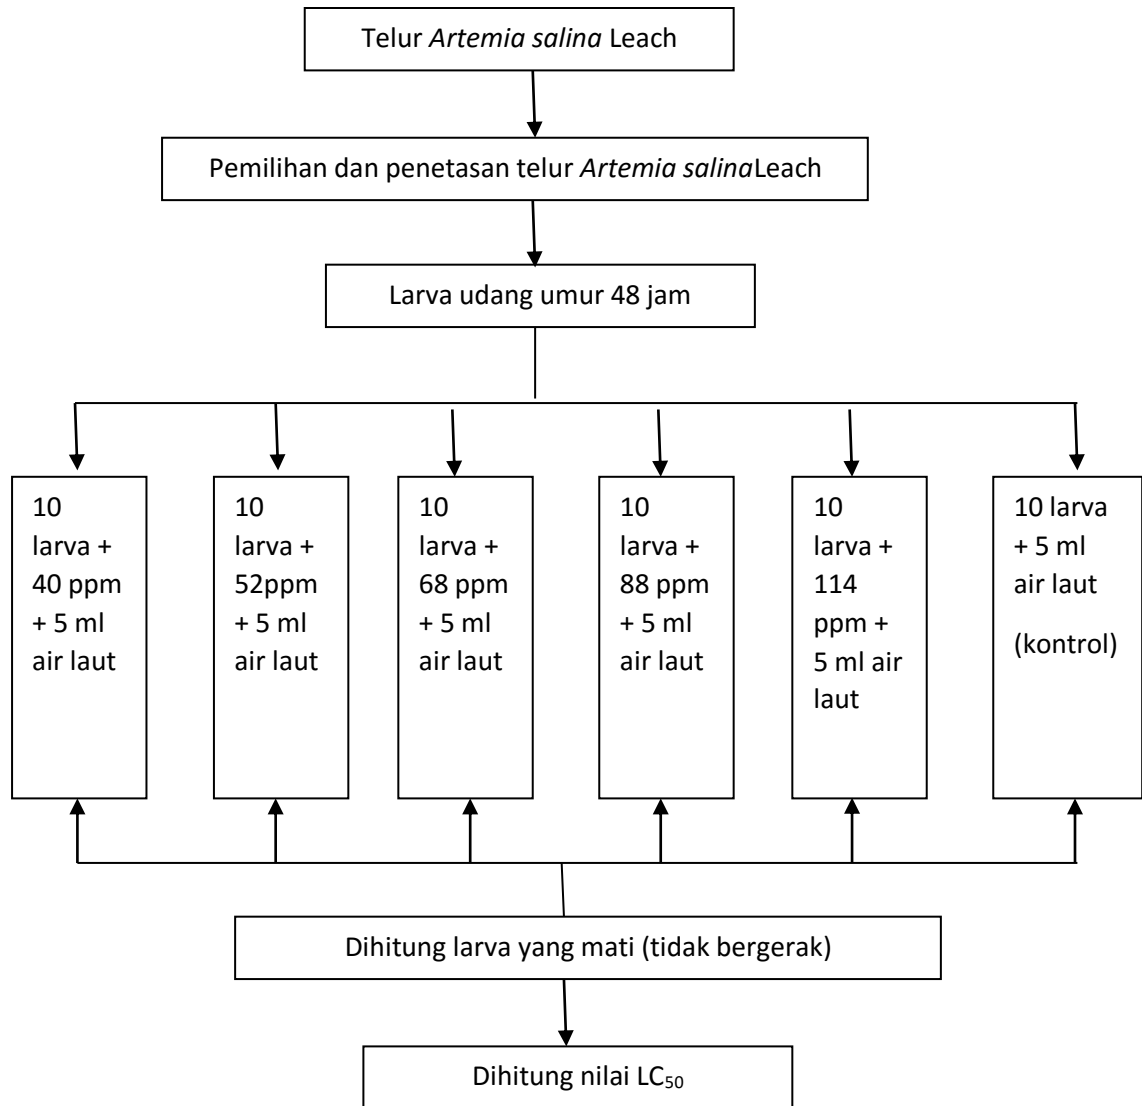 Telur Artemia salina Leach
Pemilihan dan penetasan telur Artemia salinaLeach
Larva udang umur 48 jam
10
larva +
40 ppm
+ 5 ml
air laut
10
larva +
52ppm
+ 5 ml
air laut
10
larva +
68 ppm
+ 5 ml
air laut
10
larva +
88 ppm
+ 5 ml
air laut
10
larva +
114
ppm +
5 ml air
laut
10 larva
+ 5 ml
air laut
(kontrol)
Dihitung larva yang mati (tidak bergerak)
Dihitung nilai LC₅₀